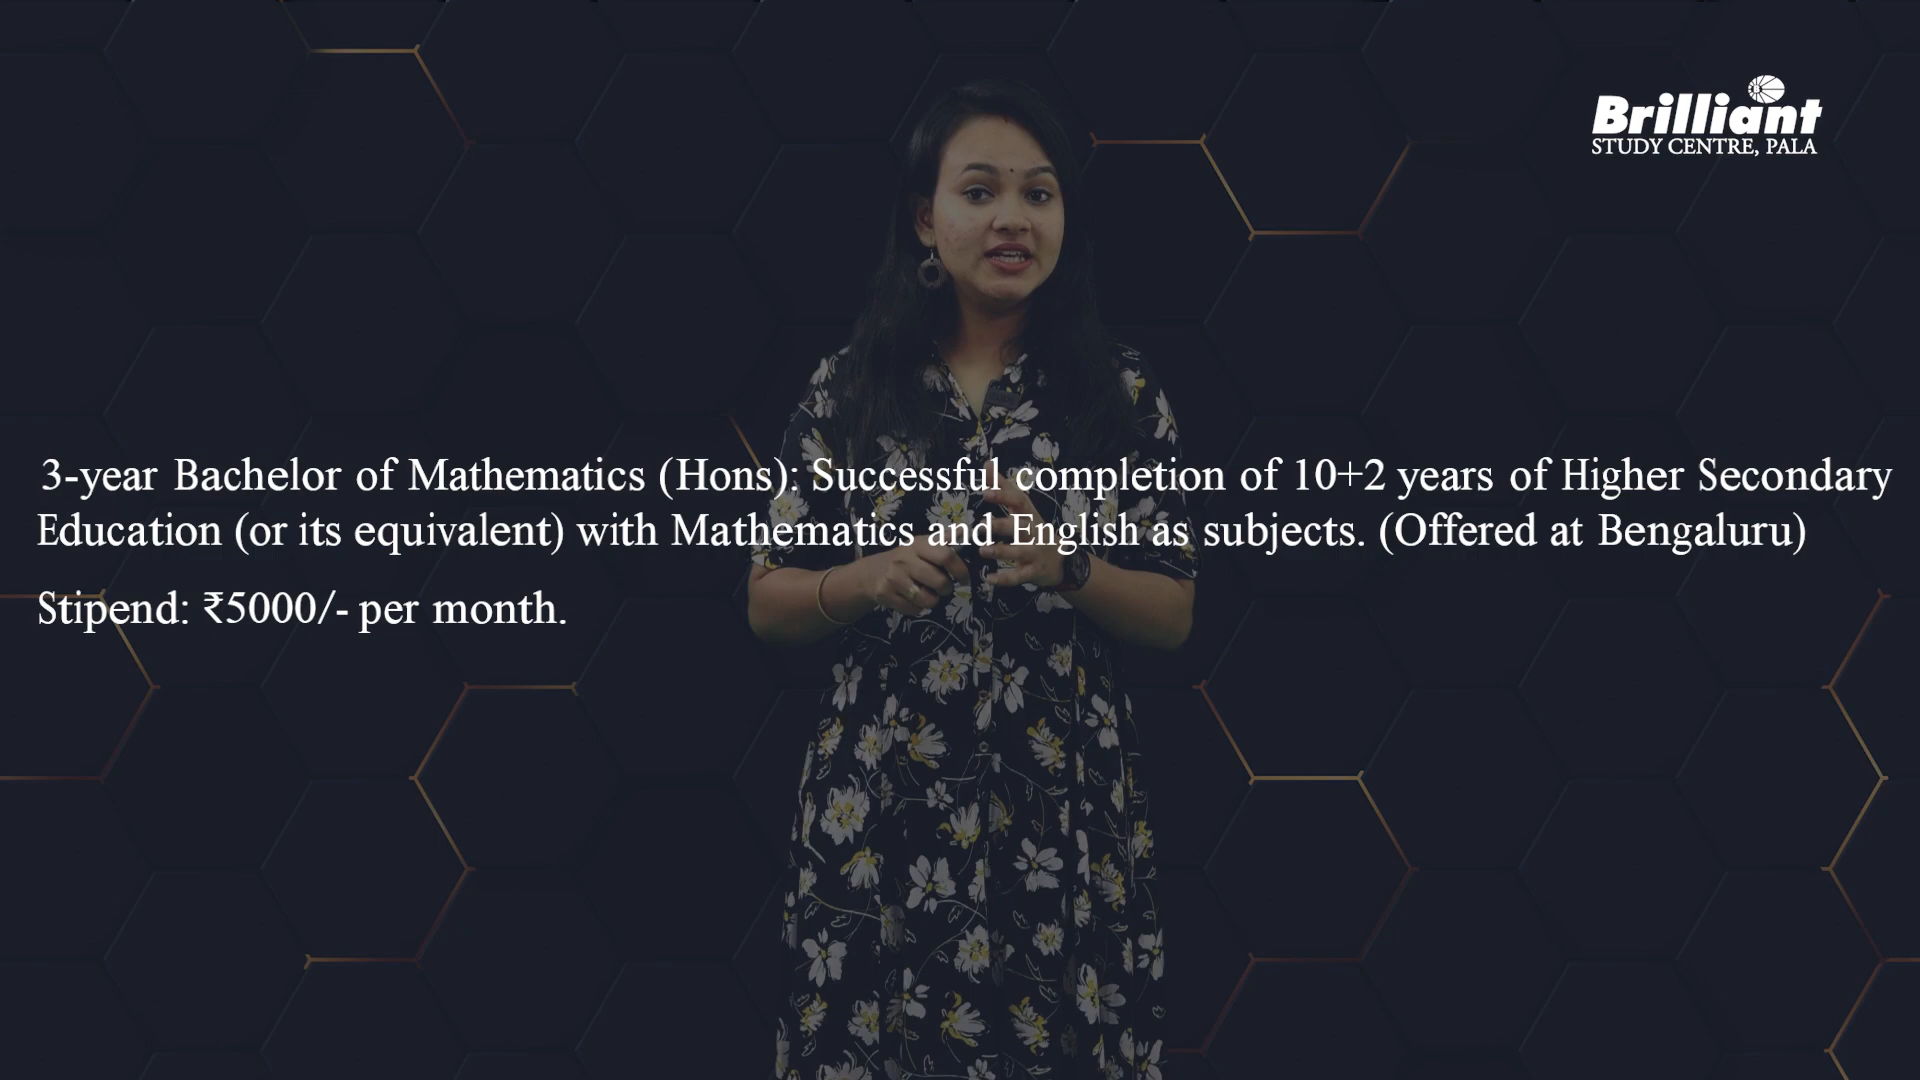 Brilliant
STUDY CENTRE, PALA
3-year Bachelor of Mathematics (Hons): Successful completion of 10+2 years of Higher Secondary
Education (or its equivalent) with Mathematics and English as subjects. (Offered at Bengaluru)
Stipend: ₹5000/- per month.